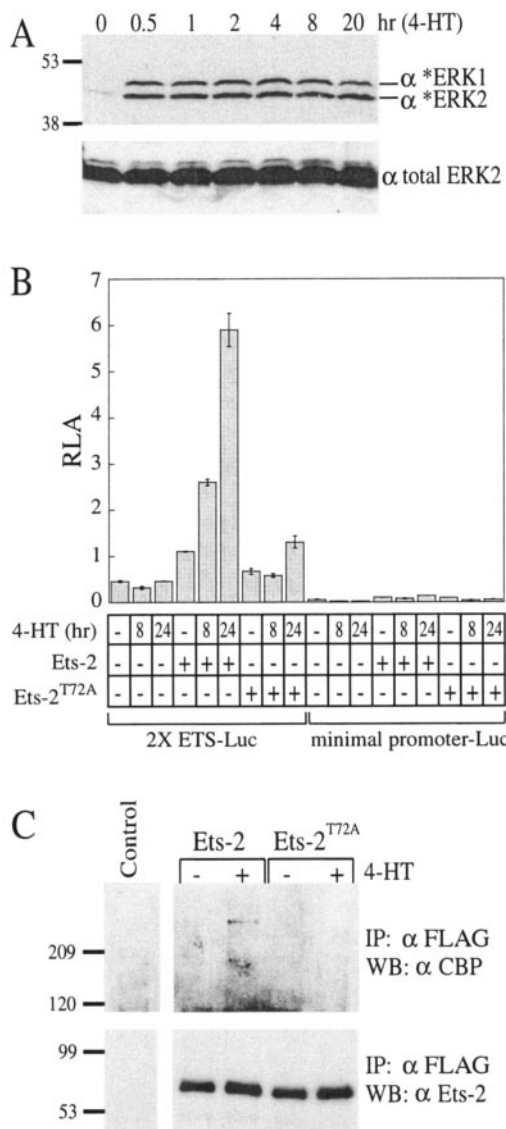 A
0 0.5 1 2 4 8 20 hr (4-HT)
53
α *ERK1
α *ERK2
38
α total ERK2
B
7
6
5
4
3
2
1
0
RLA
4-HT (hr) - 8 24 - 8 24 - 8 24 - 8 24 - 8 24 - 8 24
Ets-2 - - - + + + - - - - - - + + + - - -
Ets-2T72A - - - - - - + + + - - - - - - + + +
2X ETS-Luc minimal promoter-Luc
C
Control
Ets-2 Ets-2T72A
- + - + 4-HT
209
120
IP: α FLAG
WB: α CBP
99
53
IP: α FLAG
WB: α Ets-2